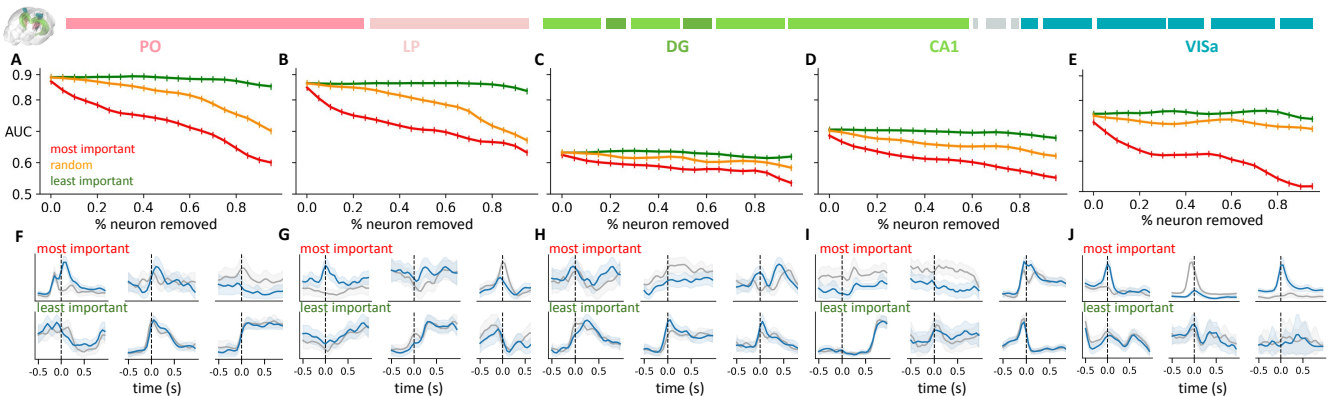 PO LP DG CA1 VISa
A B C D E
0.9
0.8
AUC
0.6
0.5
most important
random
least important
0.0 0.2 0.4 0.6 0.8 0.0 0.2 0.4 0.6 0.8 0.0 0.2 0.4 0.6 0.8 0.0 0.2 0.4 0.6 0.8 0.0 0.2 0.4 0.6 0.8
% neuron removed % neuron removed % neuron removed % neuron removed % neuron removed
F G H I J
most important most important most important most important most important
least important least important least important least important least important
-0.5 0.0 0.5 -0.5 0.0 0.5 -0.5 0.0 0.5 -0.5 0.0 0.5 -0.5 0.0 0.5 -0.5 0.0 0.5 -0.5 0.0 0.5 -0.5 0.0 0.5 -0.5 0.0 0.5 -0.5 0.0 0.5 -0.5 0.0 0.5 -0.5 0.0 0.5 -0.5 0.0 0.5 -0.5 0.0 0.5 -0.5 0.0 0.5
time (s) time (s) time (s) time (s) time (s)